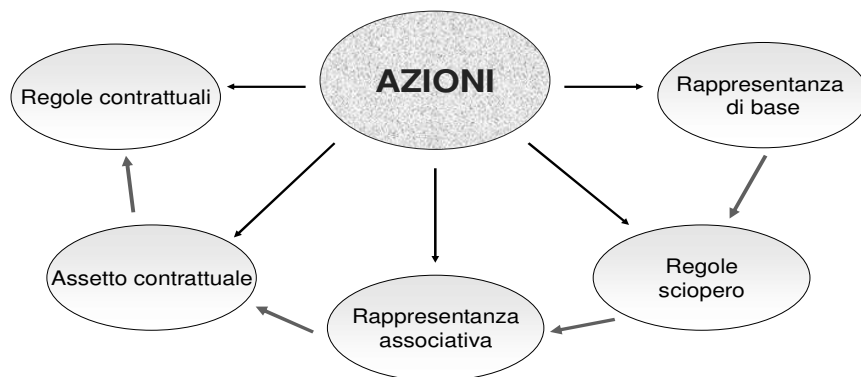 AZIONI
Regole contrattuali
Rappresentanza
di base
Assetto contrattuale
Regole
sciopero
Rappresentanza
associativa